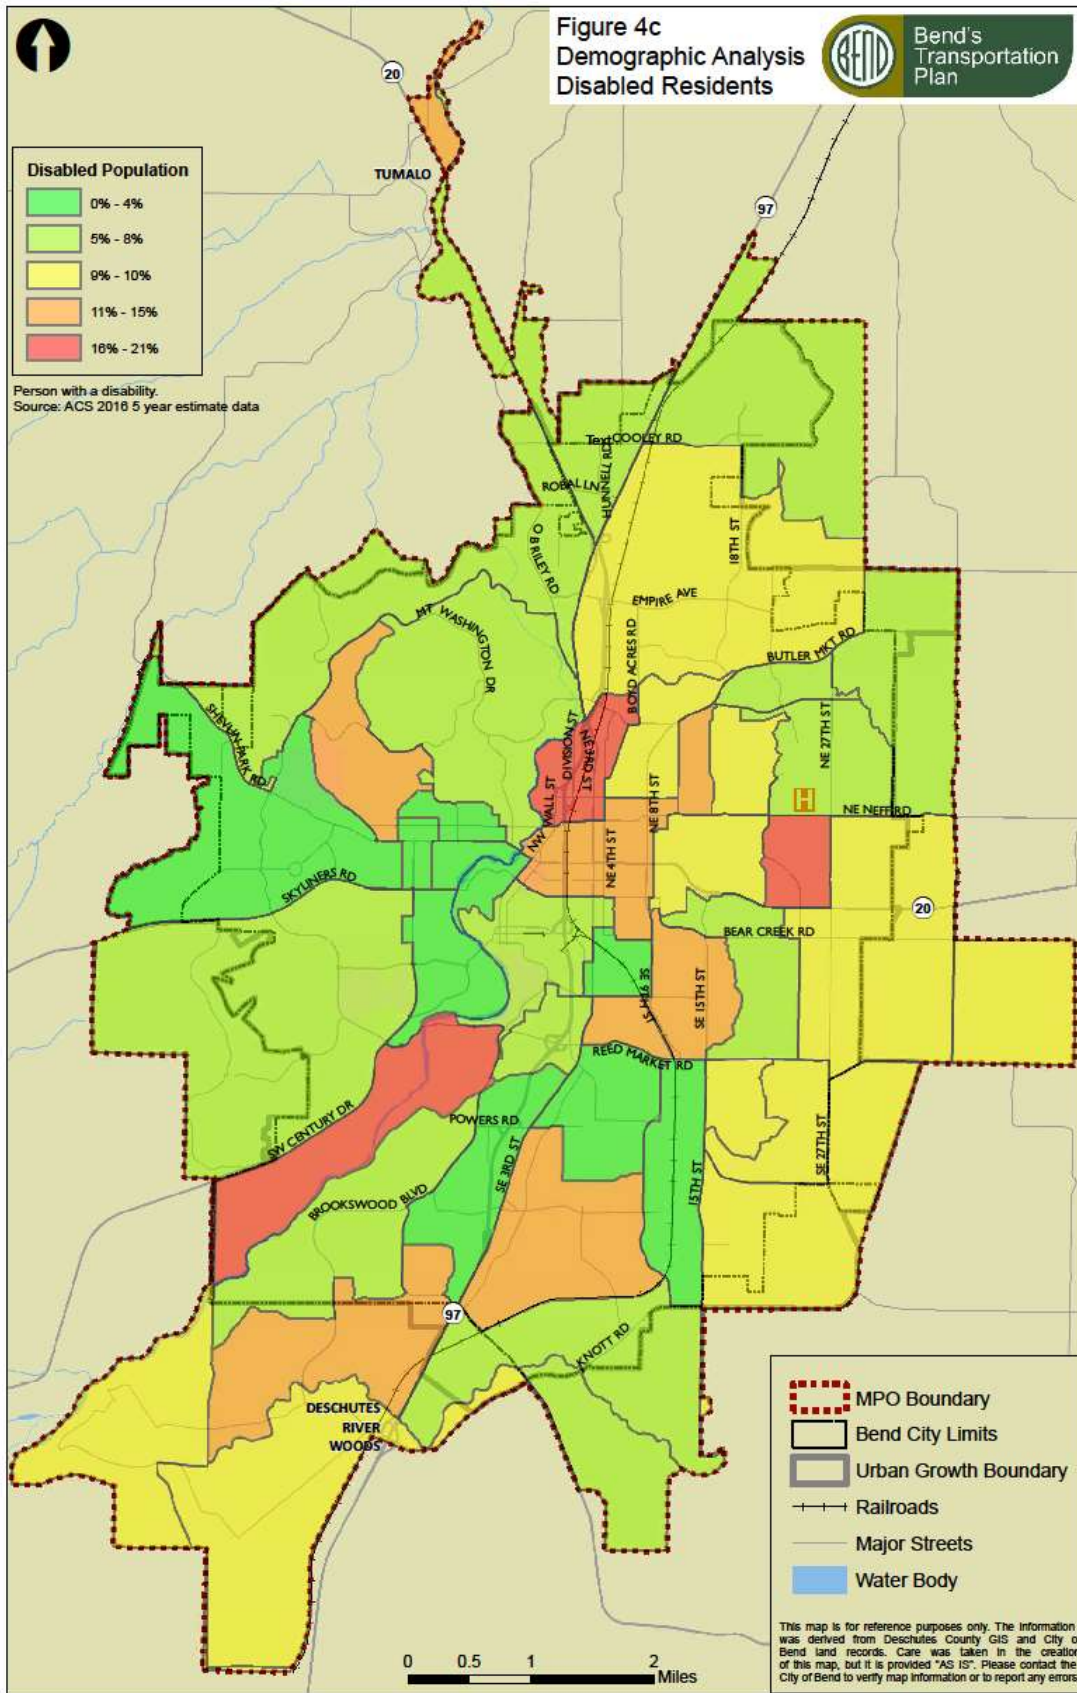 Figure 4c
Demographic Analysis
Disabled Residents
BEND
Bend's
Transportation
Plan
20
TUMALO
Disabled Population
0% - 4%
5% - 8%
9% - 10%
11% - 15%
16% - 21%
Person with a disability.
Source: ACS 2016 5 year estimate data
97
Text
COOLEY RD
HUNNELL RD
ROBAL LN
O B RILEY RD
18TH ST
EMPIRE AVE
MT WASHINGTON DR
BOYD ACRES RD
BUTLER MKT RD
SHEVLIN PARK RD
DIVISION ST
NE 3RD ST
NE 27TH ST
NW WALL ST
NE 8TH ST
H
NE NEFF RD
NE 4TH ST
SKYLINERS RD
20
BEAR CREEK RD
SE 9TH ST
SE 15TH ST
REED MARKET RD
SW CENTURY DR
POWERS RD
SE 3RD ST
SE 27TH ST
15TH ST
BROOKSWOOD BLVD
97
KNOTT RD
DESCHUTES
RIVER
WOODS
MPO Boundary
Bend City Limits
Urban Growth Boundary
Railroads
Major Streets
Water Body
This map is for reference purposes only. The information
was derived from Deschutes County GIS and City o
Bend land records. Care was taken in the creation
of this map, but it is provided "AS IS". Please contact the
City of Bend to verify map information or to report any errors
0 0.5 1 2
Miles